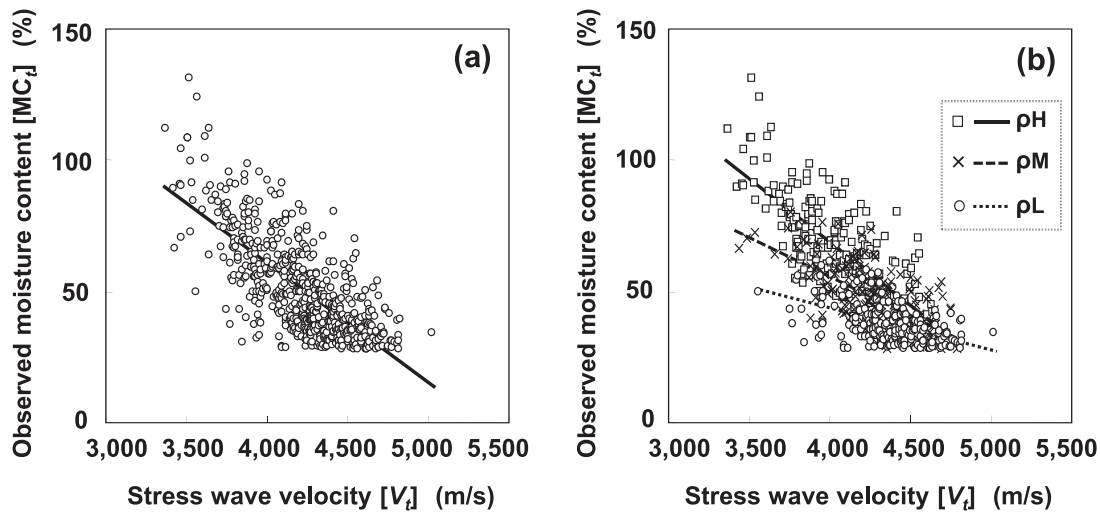 Observed moisture content [MCt] (%)
150
100
50
0
(a)
3,000 3,500 4,000 4,500 5,000 5,500
Stress wave velocity [Vt] (m/s)
Observed moisture content [MCt] (%)
150
100
50
0
(b)
ρH
ρM
ρL
3,000 3,500 4,000 4,500 5,000 5,500
Stress wave velocity [Vt] (m/s)